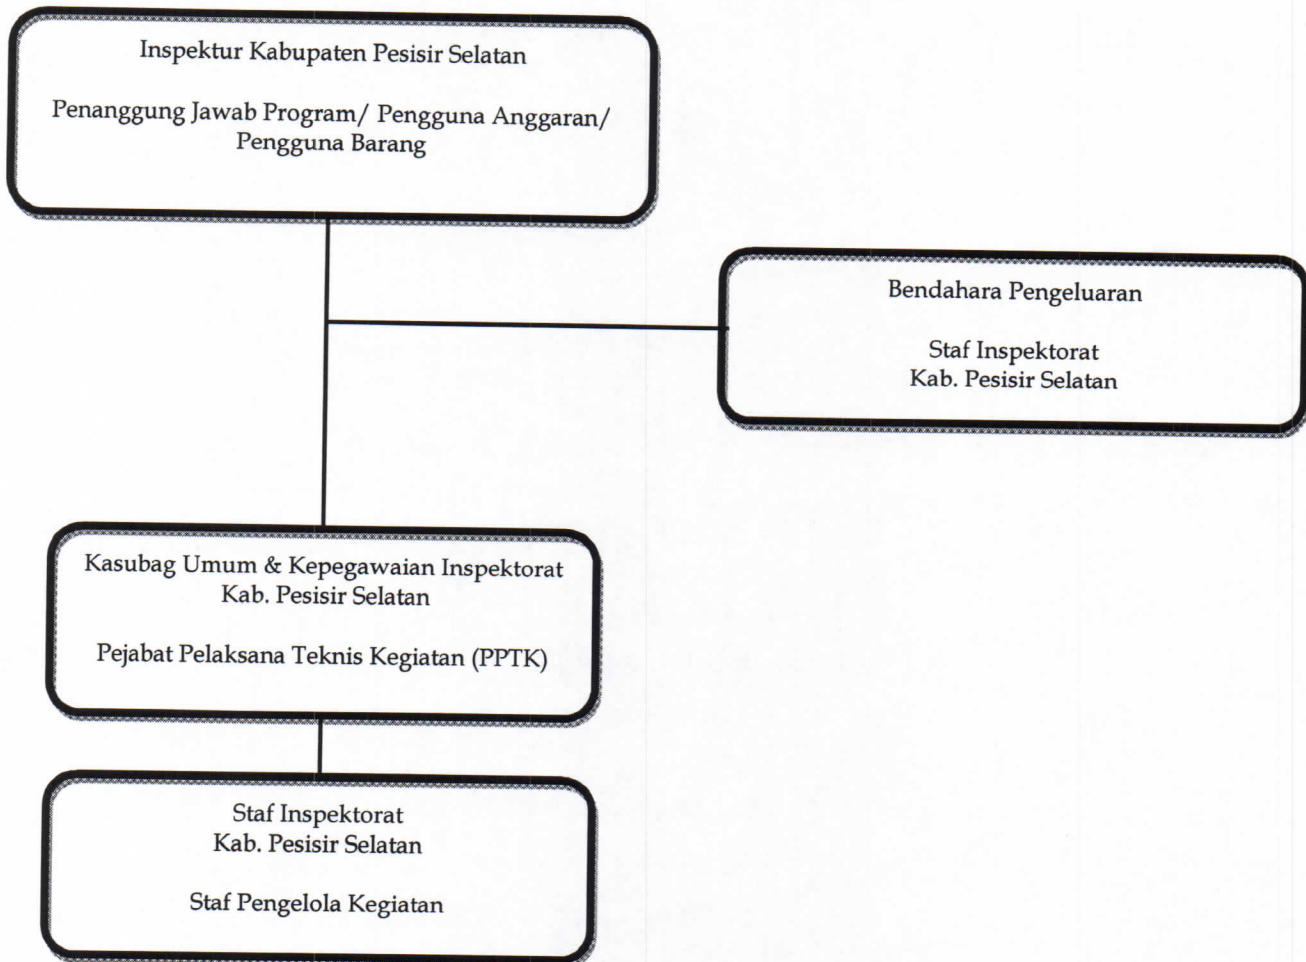 Inspektur Kabupaten Pesisir Selatan
Penanggung Jawab Program/ Pengguna Anggaran/
Pengguna Barang
Bendahara Pengeluaran
Staf Inspektorat
Kab. Pesisir Selatan
Kasubag Umum & Kepegawaian Inspektorat
Kab. Pesisir Selatan
Pejabat Pelaksana Teknis Kegiatan (PPTK)
Staf Inspektorat
Kab. Pesisir Selatan
Staf Pengelola Kegiatan